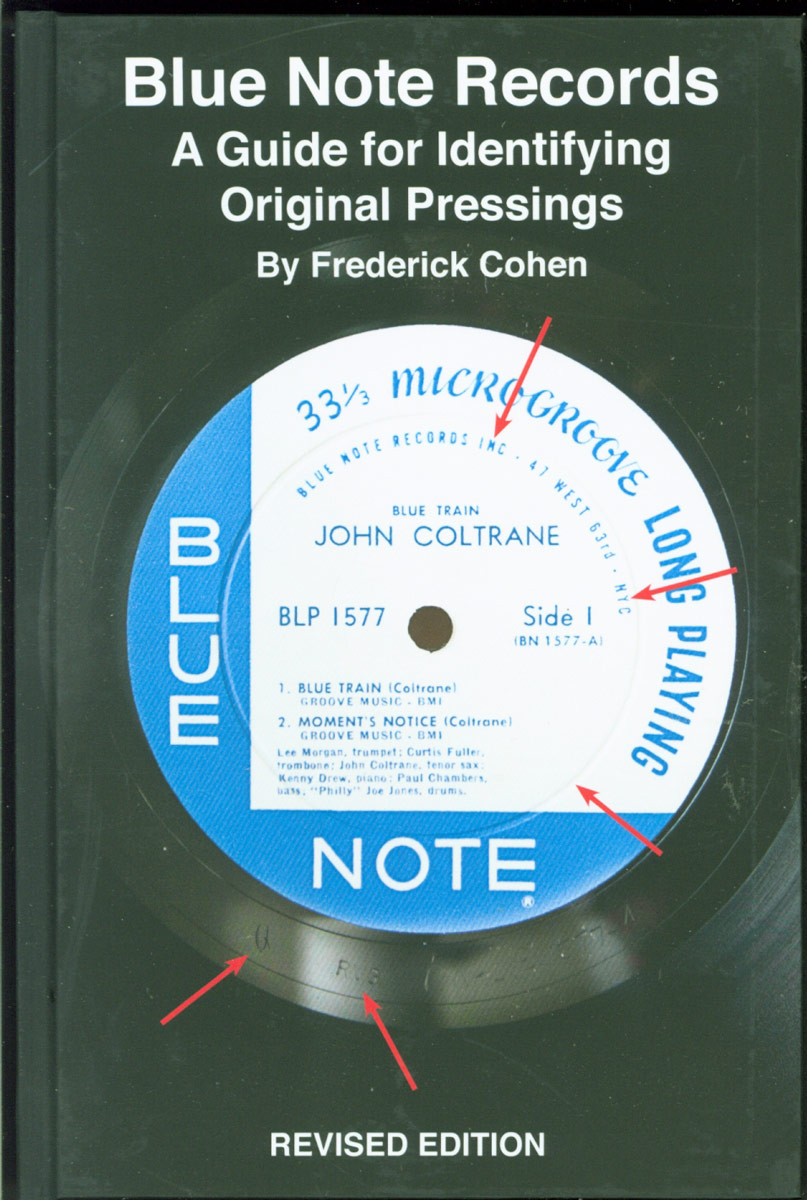 Blue Note Records
A Guide for Identifying
Original Pressings
By Frederick Cohen
33 1/3 MICROGROOVE LONG PLAYING
BLUE NOTE RECORDS INC · 47 WEST 63rd · NYC
BLUE TRAIN
JOHN COLTRANE
BLP 1577
Side 1
(BN 1577-A)
1. BLUE TRAIN (Coltrane)
GROOVE MUSIC - BMI
2. MOMENT'S NOTICE (Coltrane)
GROOVE MUSIC - BMI
Lee Morgan, trumpet; Curtis Fuller,
trombone; John Coltrane, tenor sax;
Kenny Drew, piano; Paul Chambers,
bass, "Philly" Joe Jones, drums.
BLUE
NOTE
®
REVISED EDITION